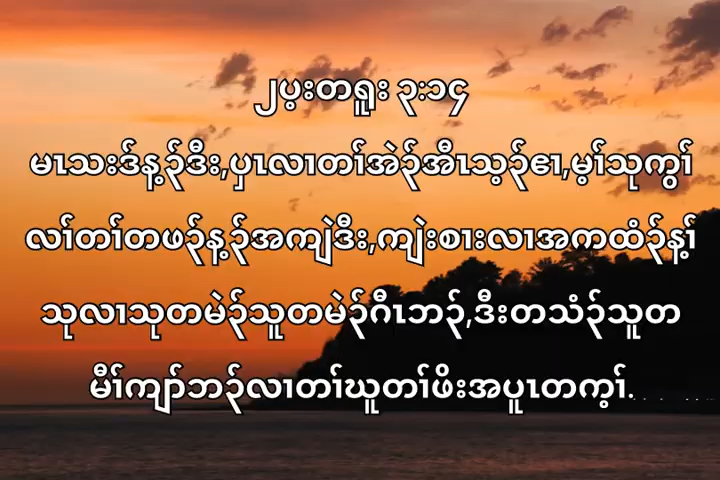 ၂ပ့းတရူး ၃:၁၄
မၤသးဒ်န့ၣ်ဒီး,ပှၤလၢတၢ်အဲၣ်အီၤသ့ၣ်ဧၢ,မ့ၢ်သုကွၢ်
လၢ်တၢ်တဖၣ်န့ၣ်အကျဲဒီး,ကျဲးစၢးလၢအကထံၣ်န့ၢ်
သုလၢသုတမဲၣ်သူတမဲၣ်ဂီၤဘၣ်,ဒီးတသံၣ်သူတ
မီၢ်ကျာ်ဘၣ်လၢတၢ်ဃူတၢ်ဖိးအပူၤတက့ၢ်.